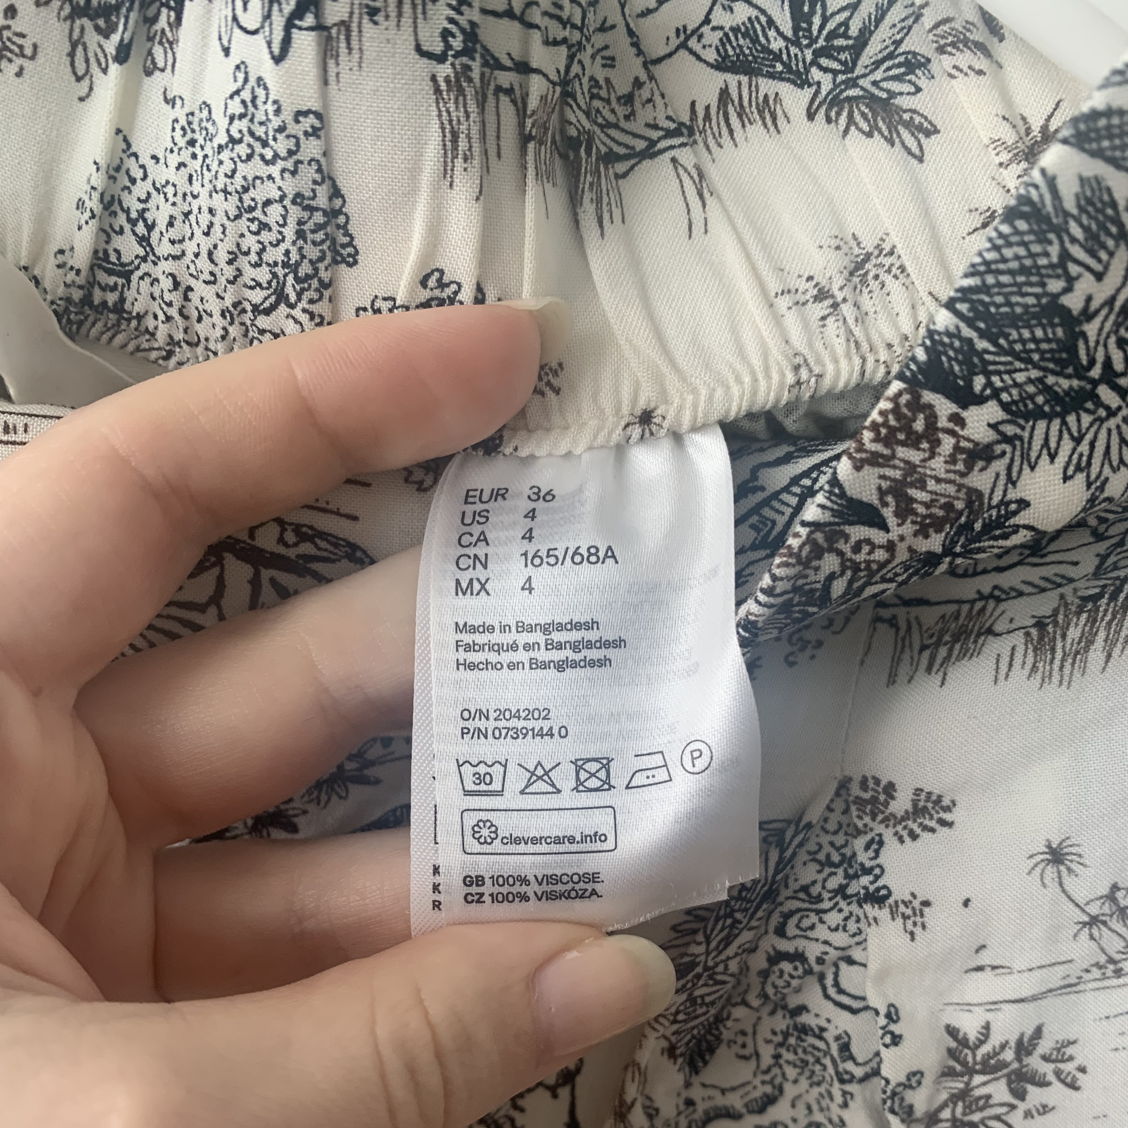 EUR 36
US 4
CA 4
CN 165/68A
MX 4
Made in Bangladesh
Fabriqué en Bangladesh
Hecho en Bangladesh
O/N 204202
P/N 0739144 0
30
P
clevercare.info
K
K
R
GB 100% VISCOSE.
CZ 100% VISKÓZA.